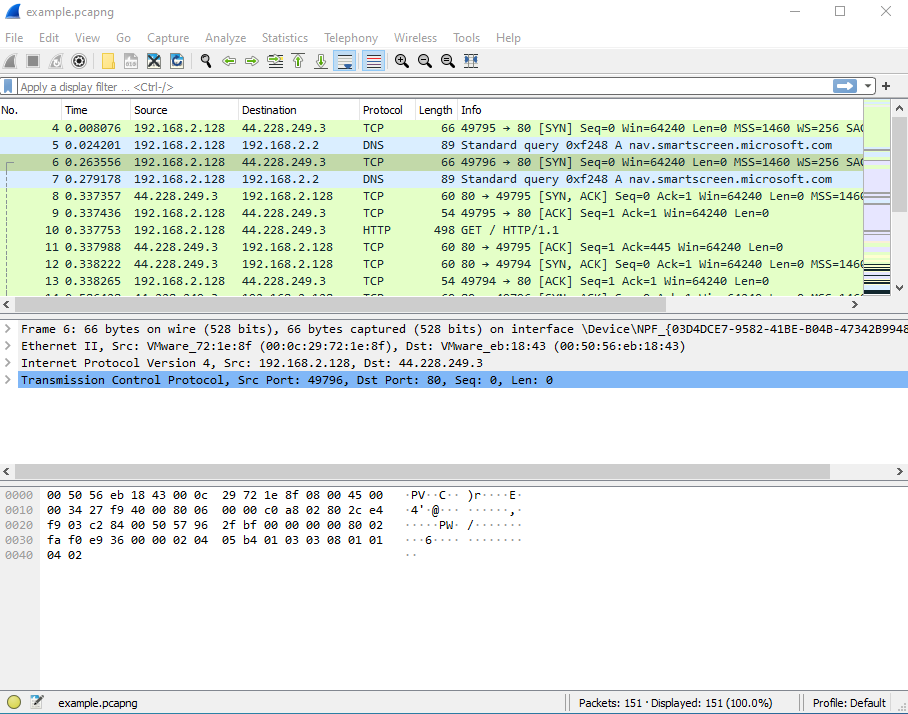 example.pcapng
File Edit View Go Capture Analyze Statistics Telephony Wireless Tools Help
Apply a display filter ... <Ctrl-/>
No. Time Source Destination Protocol Length Info
4 0.008076 192.168.2.128 44.228.249.3 TCP 66 49795 → 80 [SYN] Seq=0 Win=64240 Len=0 MSS=1460 WS=256 SAC
5 0.024201 192.168.2.128 192.168.2.2 DNS 89 Standard query 0xf248 A nav.smartscreen.microsoft.com
6 0.263556 192.168.2.128 44.228.249.3 TCP 66 49796 → 80 [SYN] Seq=0 Win=64240 Len=0 MSS=1460 WS=256 SAC
7 0.279178 192.168.2.128 192.168.2.2 DNS 89 Standard query 0xf248 A nav.smartscreen.microsoft.com
8 0.337357 44.228.249.3 192.168.2.128 TCP 60 80 → 49795 [SYN, ACK] Seq=0 Ack=1 Win=64240 Len=0 MSS=1460
9 0.337436 192.168.2.128 44.228.249.3 TCP 54 49795 → 80 [ACK] Seq=1 Ack=1 Win=64240 Len=0
10 0.337753 192.168.2.128 44.228.249.3 HTTP 498 GET / HTTP/1.1
11 0.337988 44.228.249.3 192.168.2.128 TCP 60 80 → 49795 [ACK] Seq=1 Ack=445 Win=64240 Len=0
12 0.338222 44.228.249.3 192.168.2.128 TCP 60 80 → 49794 [SYN, ACK] Seq=0 Ack=1 Win=64240 Len=0 MSS=1460
13 0.338265 192.168.2.128 44.228.249.3 TCP 54 49794 → 80 [ACK] Seq=1 Ack=1 Win=64240 Len=0
Frame 6: 66 bytes on wire (528 bits), 66 bytes captured (528 bits) on interface \Device\NPF_{03D4DCE7-9582-41BE-B04B-47342B9948
Ethernet II, Src: VMware_72:1e:8f (00:0c:29:72:1e:8f), Dst: VMware_eb:18:43 (00:50:56:eb:18:43)
Internet Protocol Version 4, Src: 192.168.2.128, Dst: 44.228.249.3
Transmission Control Protocol, Src Port: 49796, Dst Port: 80, Seq: 0, Len: 0
0000 00 50 56 eb 18 43 00 0c 29 72 1e 8f 08 00 45 00 ·PV··C·· )r····E·
0010 00 34 27 f9 40 00 80 06 00 00 c0 a8 02 80 2c e4 ·4'·@··· ······,·
0020 f9 03 c2 84 00 50 57 96 2f bf 00 00 00 00 80 02 ·····PW· /·······
0030 fa f0 e9 36 00 00 02 04 05 b4 01 03 03 08 01 01 ···6···· ········
0040 04 02 ··
example.pcapng Packets: 151 · Displayed: 151 (100.0%) Profile: Default